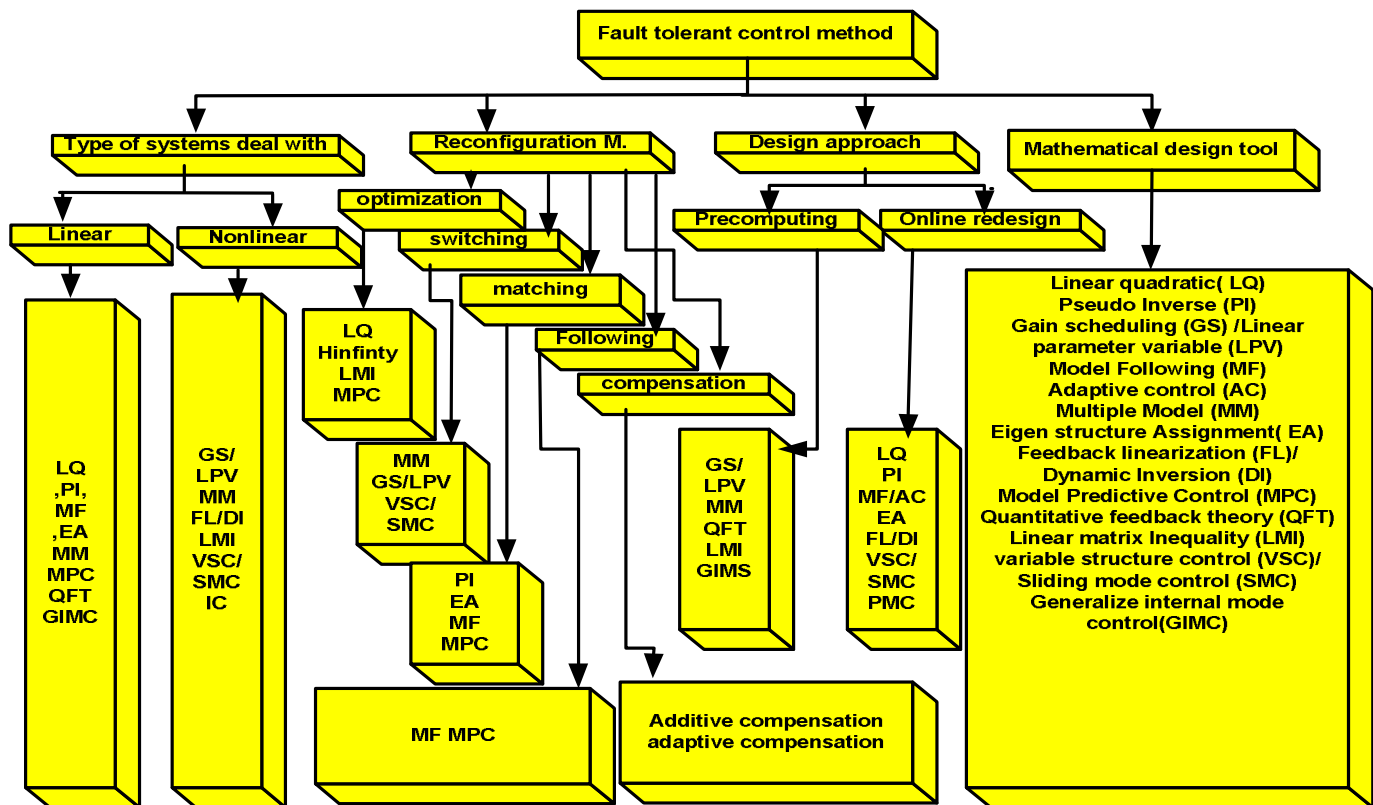 Fault tolerant control method
Type of systems deal with
Reconfiguration M.
Design approach
Mathematical design tool
Linear
Nonlinear
optimization
switching
matching
Following
compensation
Precomputing
Online redesign
LQ
,PI,
MF
,EA
MM
MPC
QFT
GIMC
GS/
LPV
MM
FL/DI
LMI
VSC/
SMC
IC
LQ
Hinfinty
LMI
MPC
MM
GS/LPV
VSC/
SMC
PI
EA
MF
MPC
MF MPC
Additive compensation
adaptive compensation
GS/
LPV
MM
QFT
LMI
GIMS
LQ
PI
MF/AC
EA
FL/DI
VSC/
SMC
PMC
Linear quadratic( LQ)
Pseudo Inverse (PI)
Gain scheduling (GS) /Linear
parameter variable (LPV)
Model Following (MF)
Adaptive control (AC)
Multiple Model (MM)
Eigen structure Assignment( EA)
Feedback linearization (FL)/
Dynamic Inversion (DI)
Model Predictive Control (MPC)
Quantitative feedback theory (QFT)
Linear matrix Inequality (LMI)
variable structure control (VSC)/
Sliding mode control (SMC)
Generalize internal mode
control(GIMC)